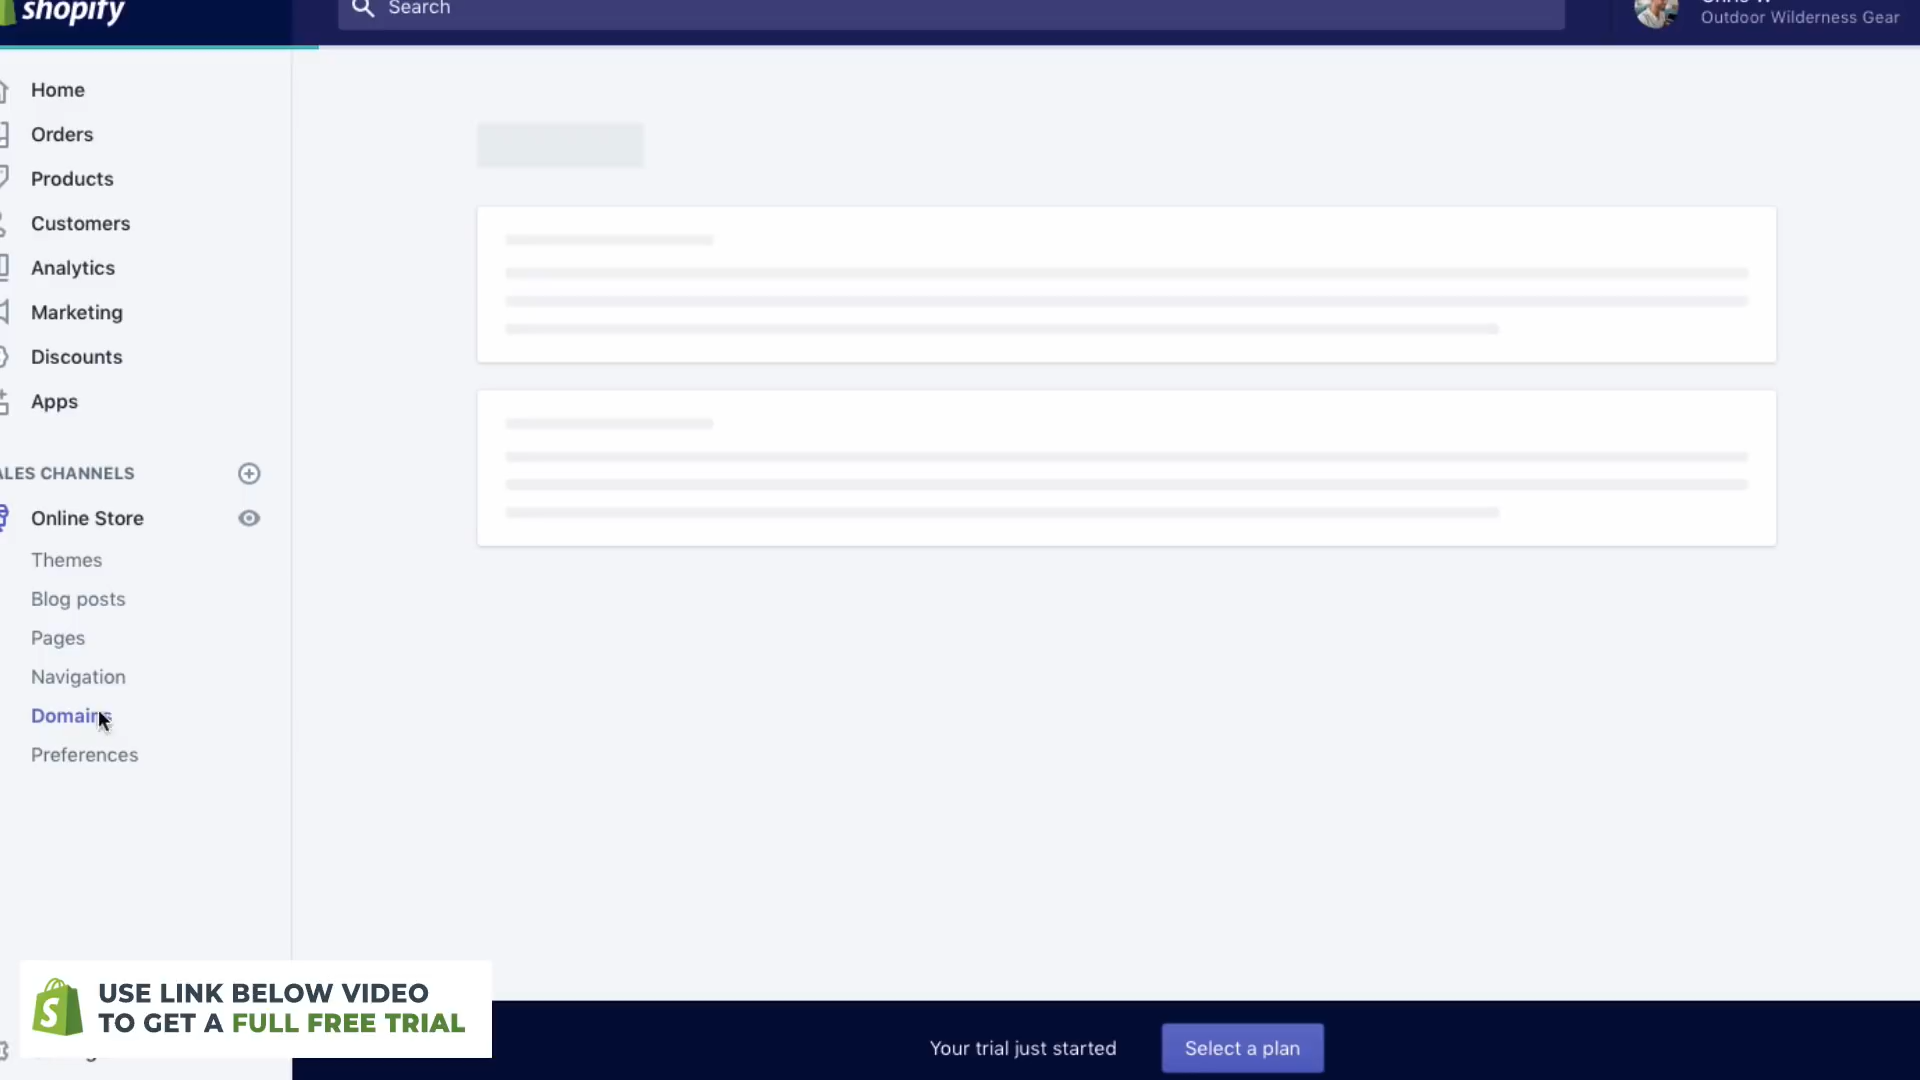 shopify
Search
Outdoor Wilderness Gear
Home
Orders
Products
Customers
Analytics
Marketing
Discounts
Apps
ALES CHANNELS
Online Store
Themes
Blog posts
Pages
Navigation
Domains
Preferences
USE LINK BELOW VIDEO
TO GET A FULL FREE TRIAL
Your trial just started
Select a plan